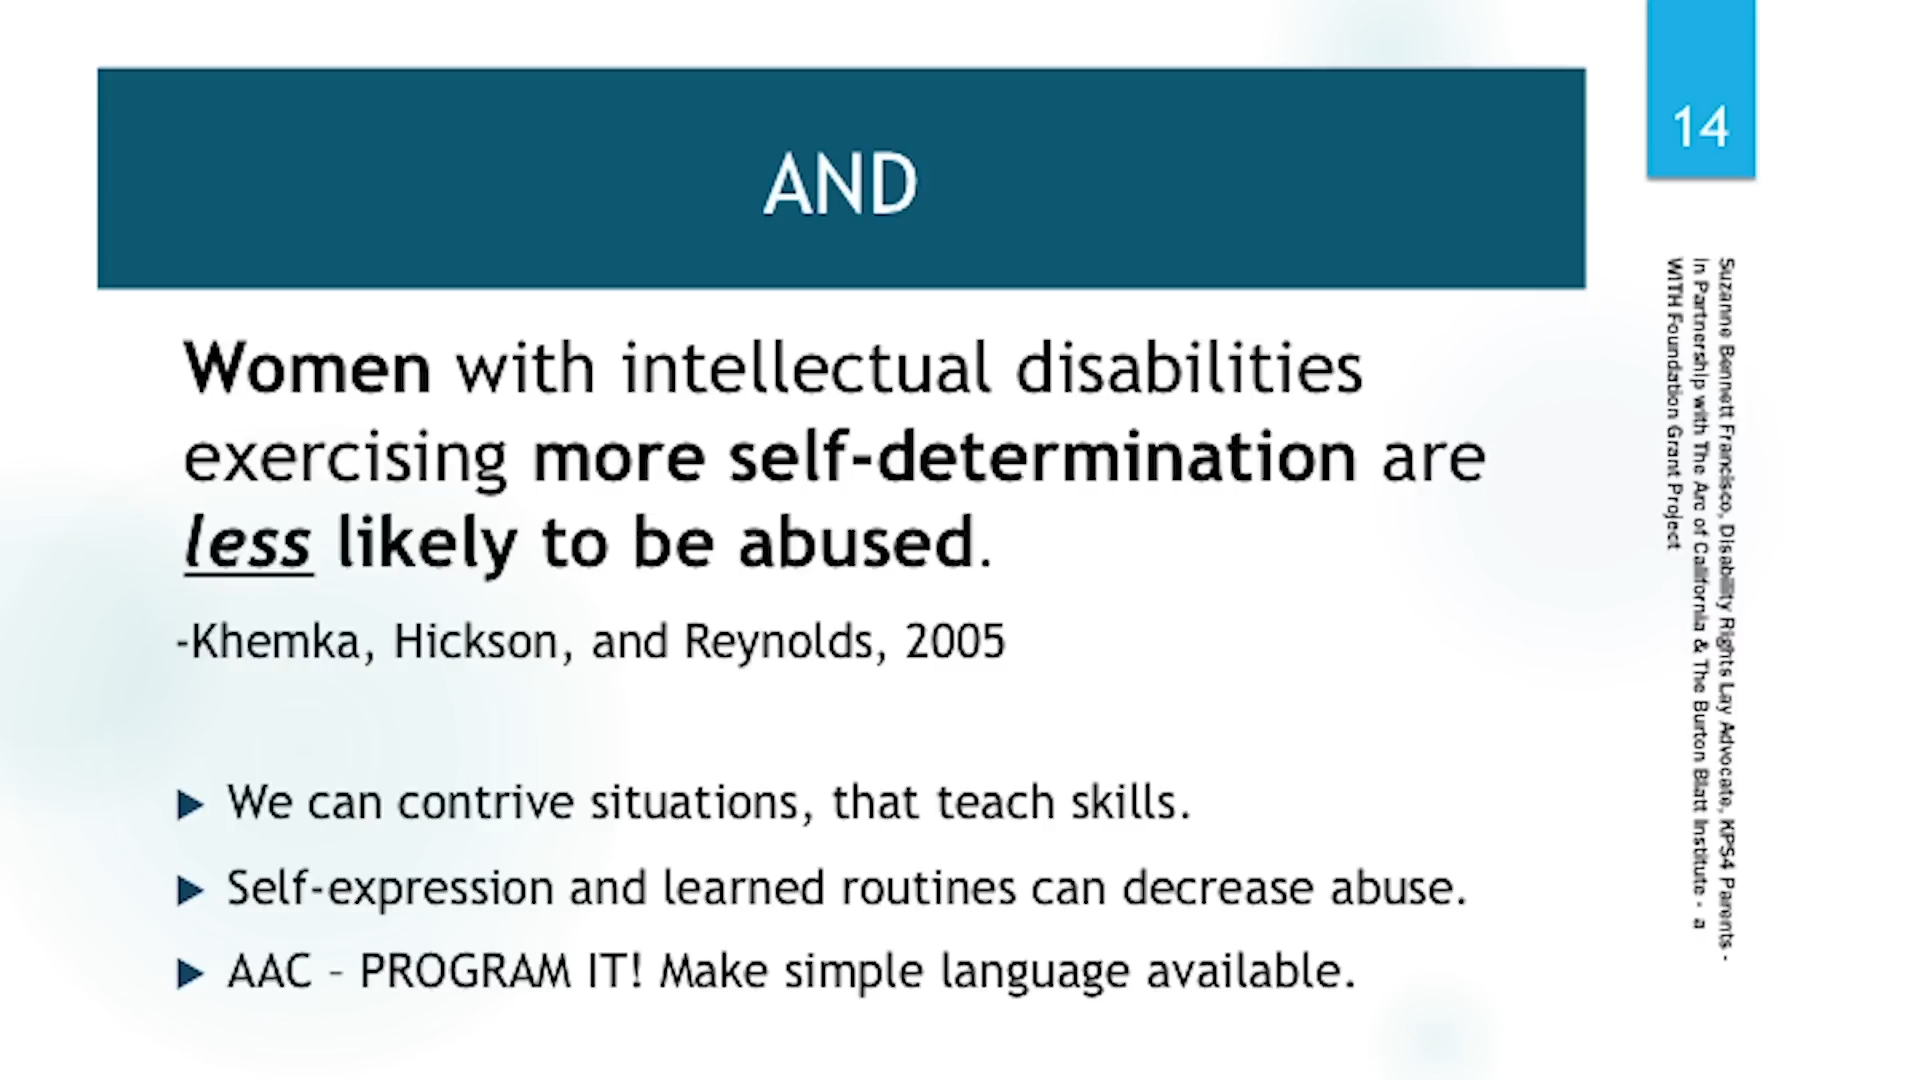 AND
14
Women with intellectual disabilities
exercising more self-determination are
less likely to be abused.
-Khemka, Hickson, and Reynolds, 2005
We can contrive situations, that teach skills.
Self-expression and learned routines can decrease abuse.
AAC – PROGRAM IT! Make simple language available.
Suzanne Bennett Francisco, Disability Rights Lay Advocate, KPS4 Parents -
in Partnership with The Arc of California & The Burton Blatt Institute - a
WITH Foundation Grant Project